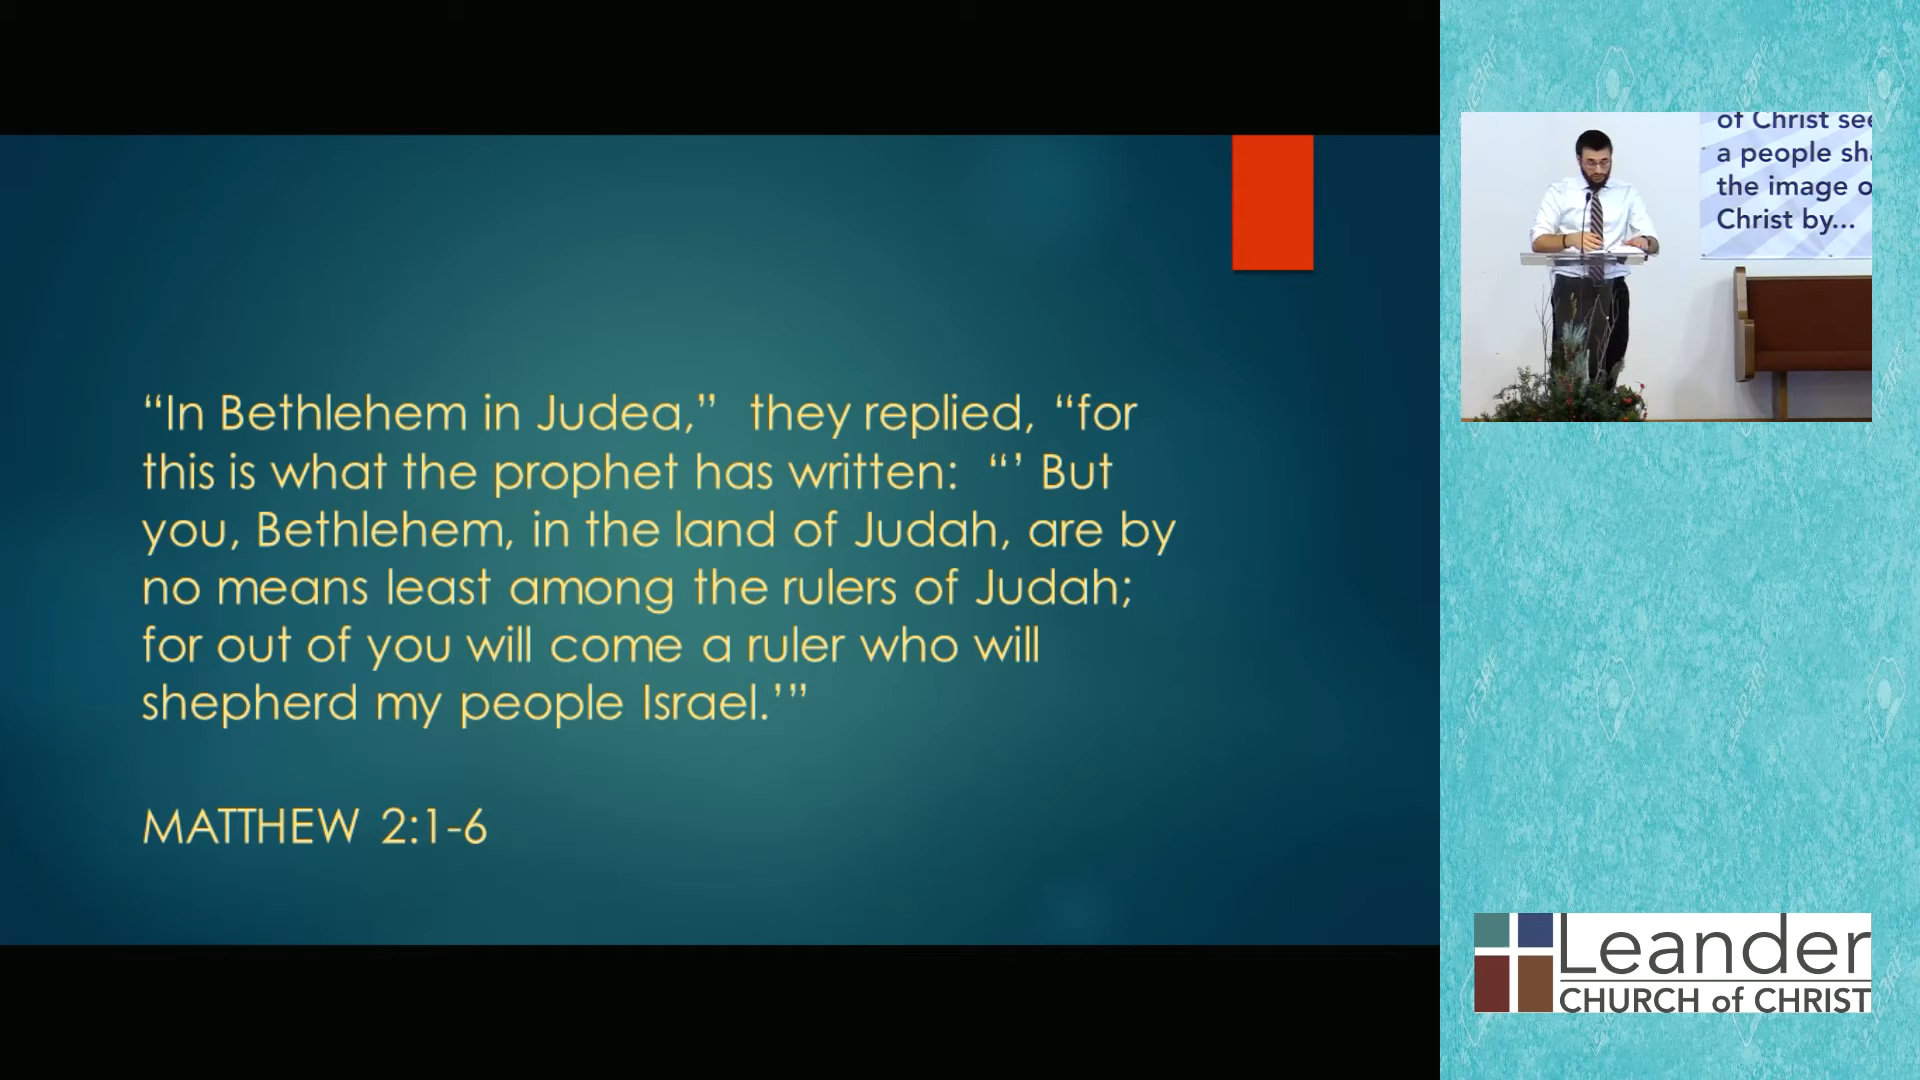 “In Bethlehem in Judea,” they replied, “for
this is what the prophet has written: “’ But
you, Bethlehem, in the land of Judah, are by
no means least among the rulers of Judah;
for out of you will come a ruler who will
shepherd my people Israel.’”
MATTHEW 2:1-6
of Christ see
a people sh
the image o
Christ by...
Leander
CHURCH of CHRIST